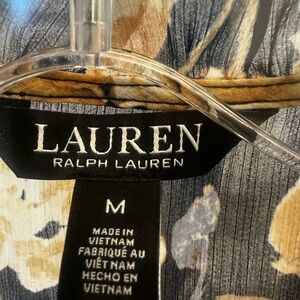 LAUREN
RALPH LAUREN
M
MADE IN
VIETNAM
FABRIQUÉ AU
VIÊT NAM
HECHO EN
VIETNAM